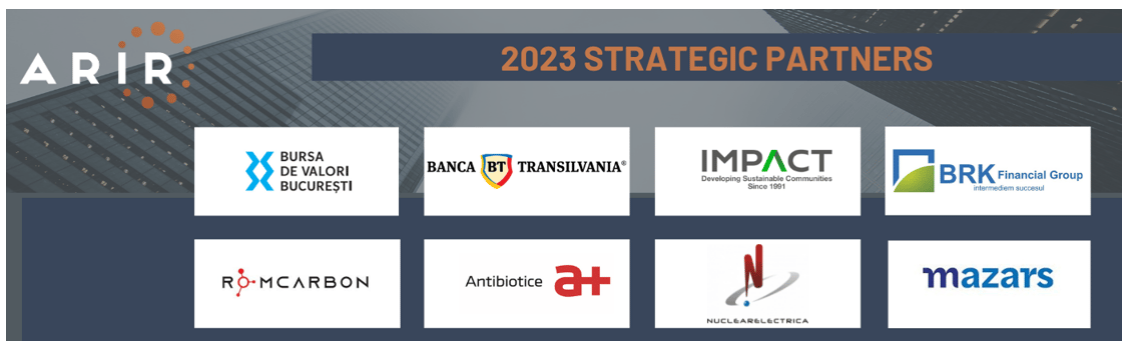 ARIR
2023 STRATEGIC PARTNERS
BURSA
DE VALORI
BUCUREȘTI
BANCA BT TRANSILVANIA®
IMPACT
Developing Sustainable Communities
Since 1991
BRK Financial Group
intermediem succesul
ROMCARBON
Antibiotice a+
N
NUCLEARELECTRICA
mazars